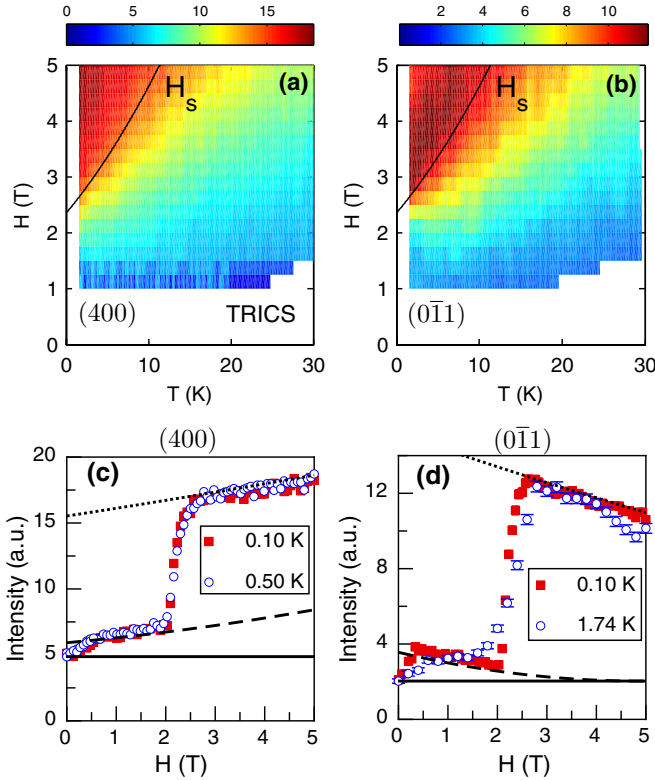 0 5 10 15
2 4 6 8 10
(a)
H_s
H (T)
5
4
3
2
1
0
(400)
TRICS
0 10 20 30
T (K)
(b)
H_s
H (T)
5
4
3
2
1
0
(01̄1)
0 10 20 30
T (K)
(400)
(c)
Intensity (a.u.)
20
15
10
5
0
0.10 K
0.50 K
0 1 2 3 4 5
H (T)
(01̄1)
(d)
Intensity (a.u.)
12
8
4
0
0.10 K
1.74 K
0 1 2 3 4 5
H (T)